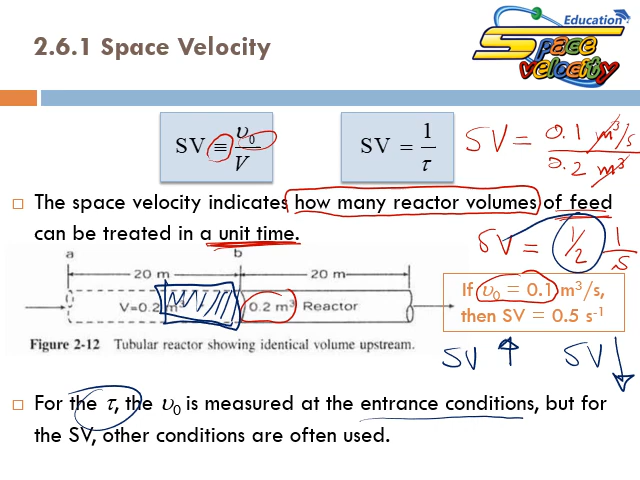 2.6.1 Space Velocity
Education
Space
Velocity
SV ≡ υ₀/V
SV = 1/τ
SV = 0.1 m³/s / 0.2 m³
The space velocity indicates how many reactor volumes of feed
can be treated in a unit time.
SV = 1/2 1/s
a b
20 m 20 m
V=0.2 m³ 0.2 m³ Reactor
If υ₀ = 0.1 m³/s,
then SV = 0.5 s⁻¹
Figure 2-12 Tubular reactor showing identical volume upstream.
SV ↑ SV ↓
For the τ, the υ₀ is measured at the entrance conditions, but for
the SV, other conditions are often used.